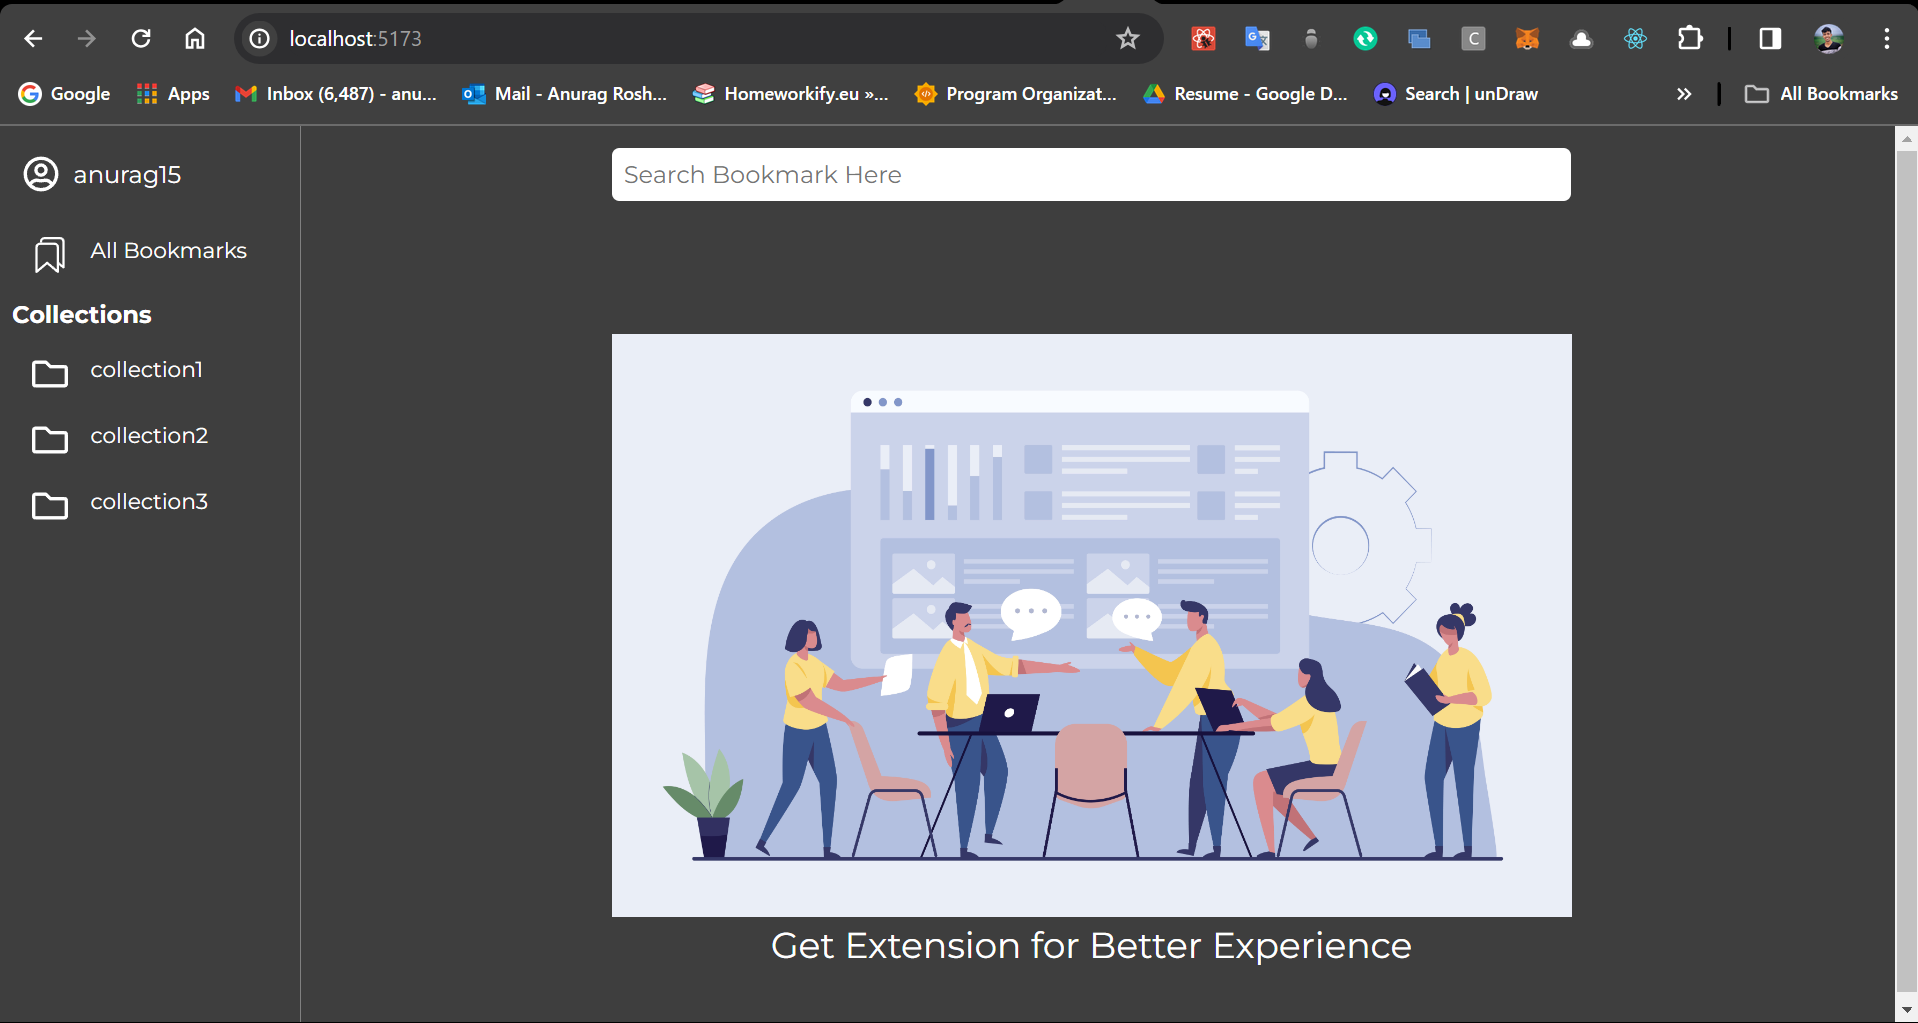 localhost:5173
C
Google
Apps
Inbox (6,487) - anu...
Mail - Anurag Rosh...
Homeworkify.eu »...
Program Organizat...
Resume - Google D...
Search | unDraw
All Bookmarks
anurag15
Search Bookmark Here
All Bookmarks
Collections
collection1
collection2
collection3
Get Extension for Better Experience